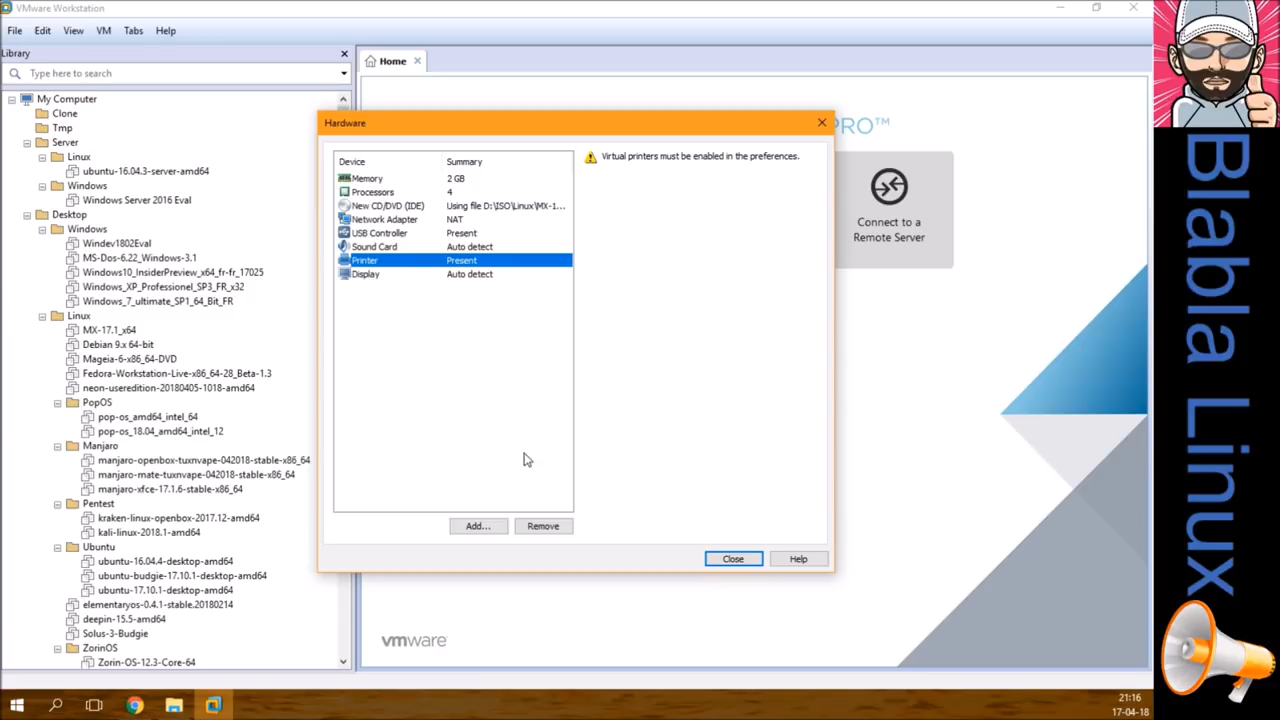 VMware Workstation
File Edit View VM Tabs Help
Library
Type here to search
My Computer
Clone
Tmp
Server
Linux
ubuntu-16.04.3-server-amd64
Windows
Windows Server 2016 Eval
Desktop
Windows
Windev1802Eval
MS-Dos-6.22_Windows-3.1
Windows10_InsiderPreview_x64_fr-fr_17025
Windows_XP_Professionel_SP3_FR_x32
Windows_7_ultimate_SP1_64_Bit_FR
Linux
MX-17.1_x64
Debian 9.x 64-bit
Mageia-6-x86_64-DVD
Fedora-Workstation-Live-x86_64-28_Beta-1.3
neon-useredition-20180405-1018-amd64
PopOS
pop-os_amd64_intel_64
pop-os_18.04_amd64_intel_12
Manjaro
manjaro-openbox-tuxnvape-042018-stable-x86_64
manjaro-mate-tuxnvape-042018-stable-x86_64
manjaro-xfce-17.1.6-stable-x86_64
Pentest
kraken-linux-openbox-2017.12-amd64
kali-linux-2018.1-amd64
Ubuntu
ubuntu-16.04.4-desktop-amd64
ubuntu-budgie-17.10.1-desktop-amd64
ubuntu-17.10.1-desktop-amd64
elementaryos-0.4.1-stable.20180214
deepin-15.5-amd64
Solus-3-Budgie
ZorinOS
Zorin-OS-12.3-Core-64
Home
PRO™
Connect to a
Remote Server
vmware
Hardware
Device Summary
Memory 2 GB
Processors 4
New CD/DVD (IDE) Using file D:\ISO\Linux\MX-1...
Network Adapter NAT
USB Controller Present
Sound Card Auto detect
Printer Present
Display Auto detect
Virtual printers must be enabled in the preferences.
Add... Remove
Close Help
21:16
17-04-18
Blabla Linux